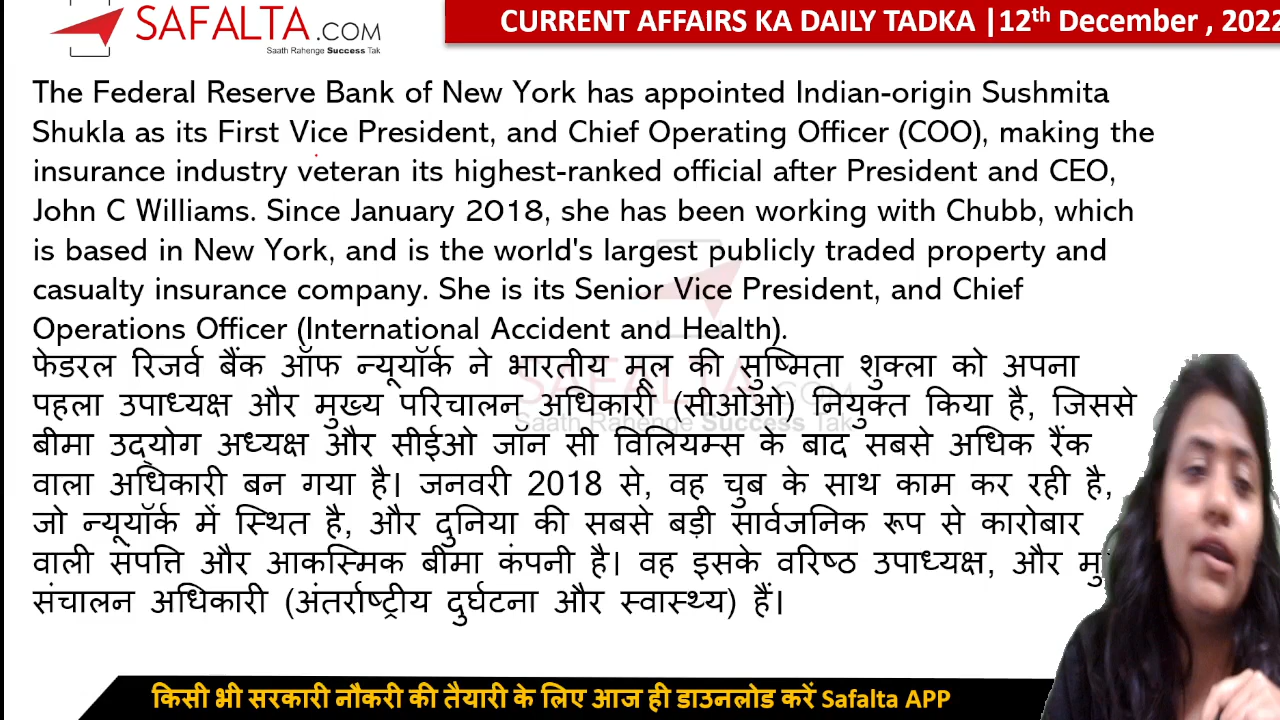 SAFALTA.COM
Saath Rahenge Success Tak
CURRENT AFFAIRS KA DAILY TADKA |12th December , 2022
The Federal Reserve Bank of New York has appointed Indian-origin Sushmita
Shukla as its First Vice President, and Chief Operating Officer (COO), making the
insurance industry veteran its highest-ranked official after President and CEO,
John C Williams. Since January 2018, she has been working with Chubb, which
is based in New York, and is the world's largest publicly traded property and
casualty insurance company. She is its Senior Vice President, and Chief
Operations Officer (International Accident and Health).
फेडरल रिजर्व बैंक ऑफ न्यूयॉर्क ने भारतीय मूल की सुष्मिता शुक्ला को अपना
पहला उपाध्यक्ष और मुख्य परिचालन अधिकारी (सीओओ) नियुक्त किया है, जिससे
बीमा उद्योग अध्यक्ष और सीईओ जॉन सी विलियम्स के बाद सबसे अधिक रैंक
वाला अधिकारी बन गया है। जनवरी 2018 से, वह चुब के साथ काम कर रही है,
जो न्यूयॉर्क में स्थित है, और दुनिया की सबसे बड़ी सार्वजनिक रूप से कारोबार
वाली संपत्ति और आकस्मिक बीमा कंपनी है। वह इसके वरिष्ठ उपाध्यक्ष, और
संचालन अधिकारी (अंतर्राष्ट्रीय दुर्घटना और स्वास्थ्य) हैं।
SAFALTA.COM
Saath Rahenge Success Tak
किसी भी सरकारी नौकरी की तैयारी के लिए आज ही डाउनलोड करें Safalta APP